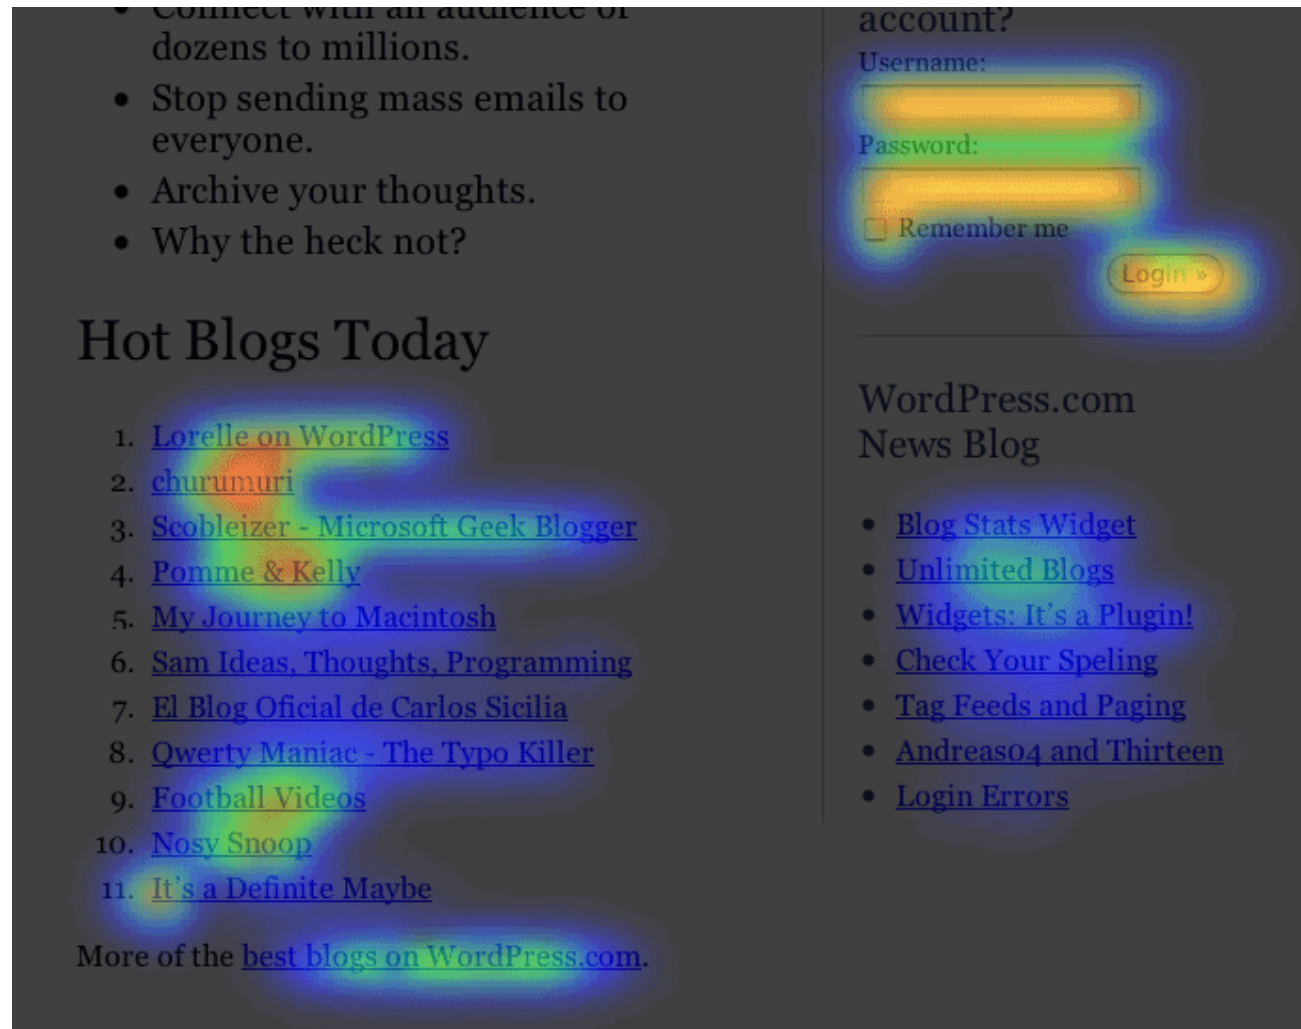 Connect with an audience of
dozens to millions.
Stop sending mass emails to
everyone.
Archive your thoughts.
Why the heck not?
Hot Blogs Today
1. Lorelle on WordPress
2. churumuri
3. Scobleizer - Microsoft Geek Blogger
4. Pomme & Kelly
5. My Journey to Macintosh
6. Sam Ideas, Thoughts, Programming
7. El Blog Oficial de Carlos Sicilia
8. Qwerty Maniac - The Typo Killer
9. Football Videos
10. Nosy Snoop
11. It's a Definite Maybe
More of the best blogs on WordPress.com.
account?
Username:
Password:
Remember me
Login »
WordPress.com
News Blog
Blog Stats Widget
Unlimited Blogs
Widgets: It's a Plugin!
Check Your Speling
Tag Feeds and Paging
Andreas04 and Thirteen
Login Errors